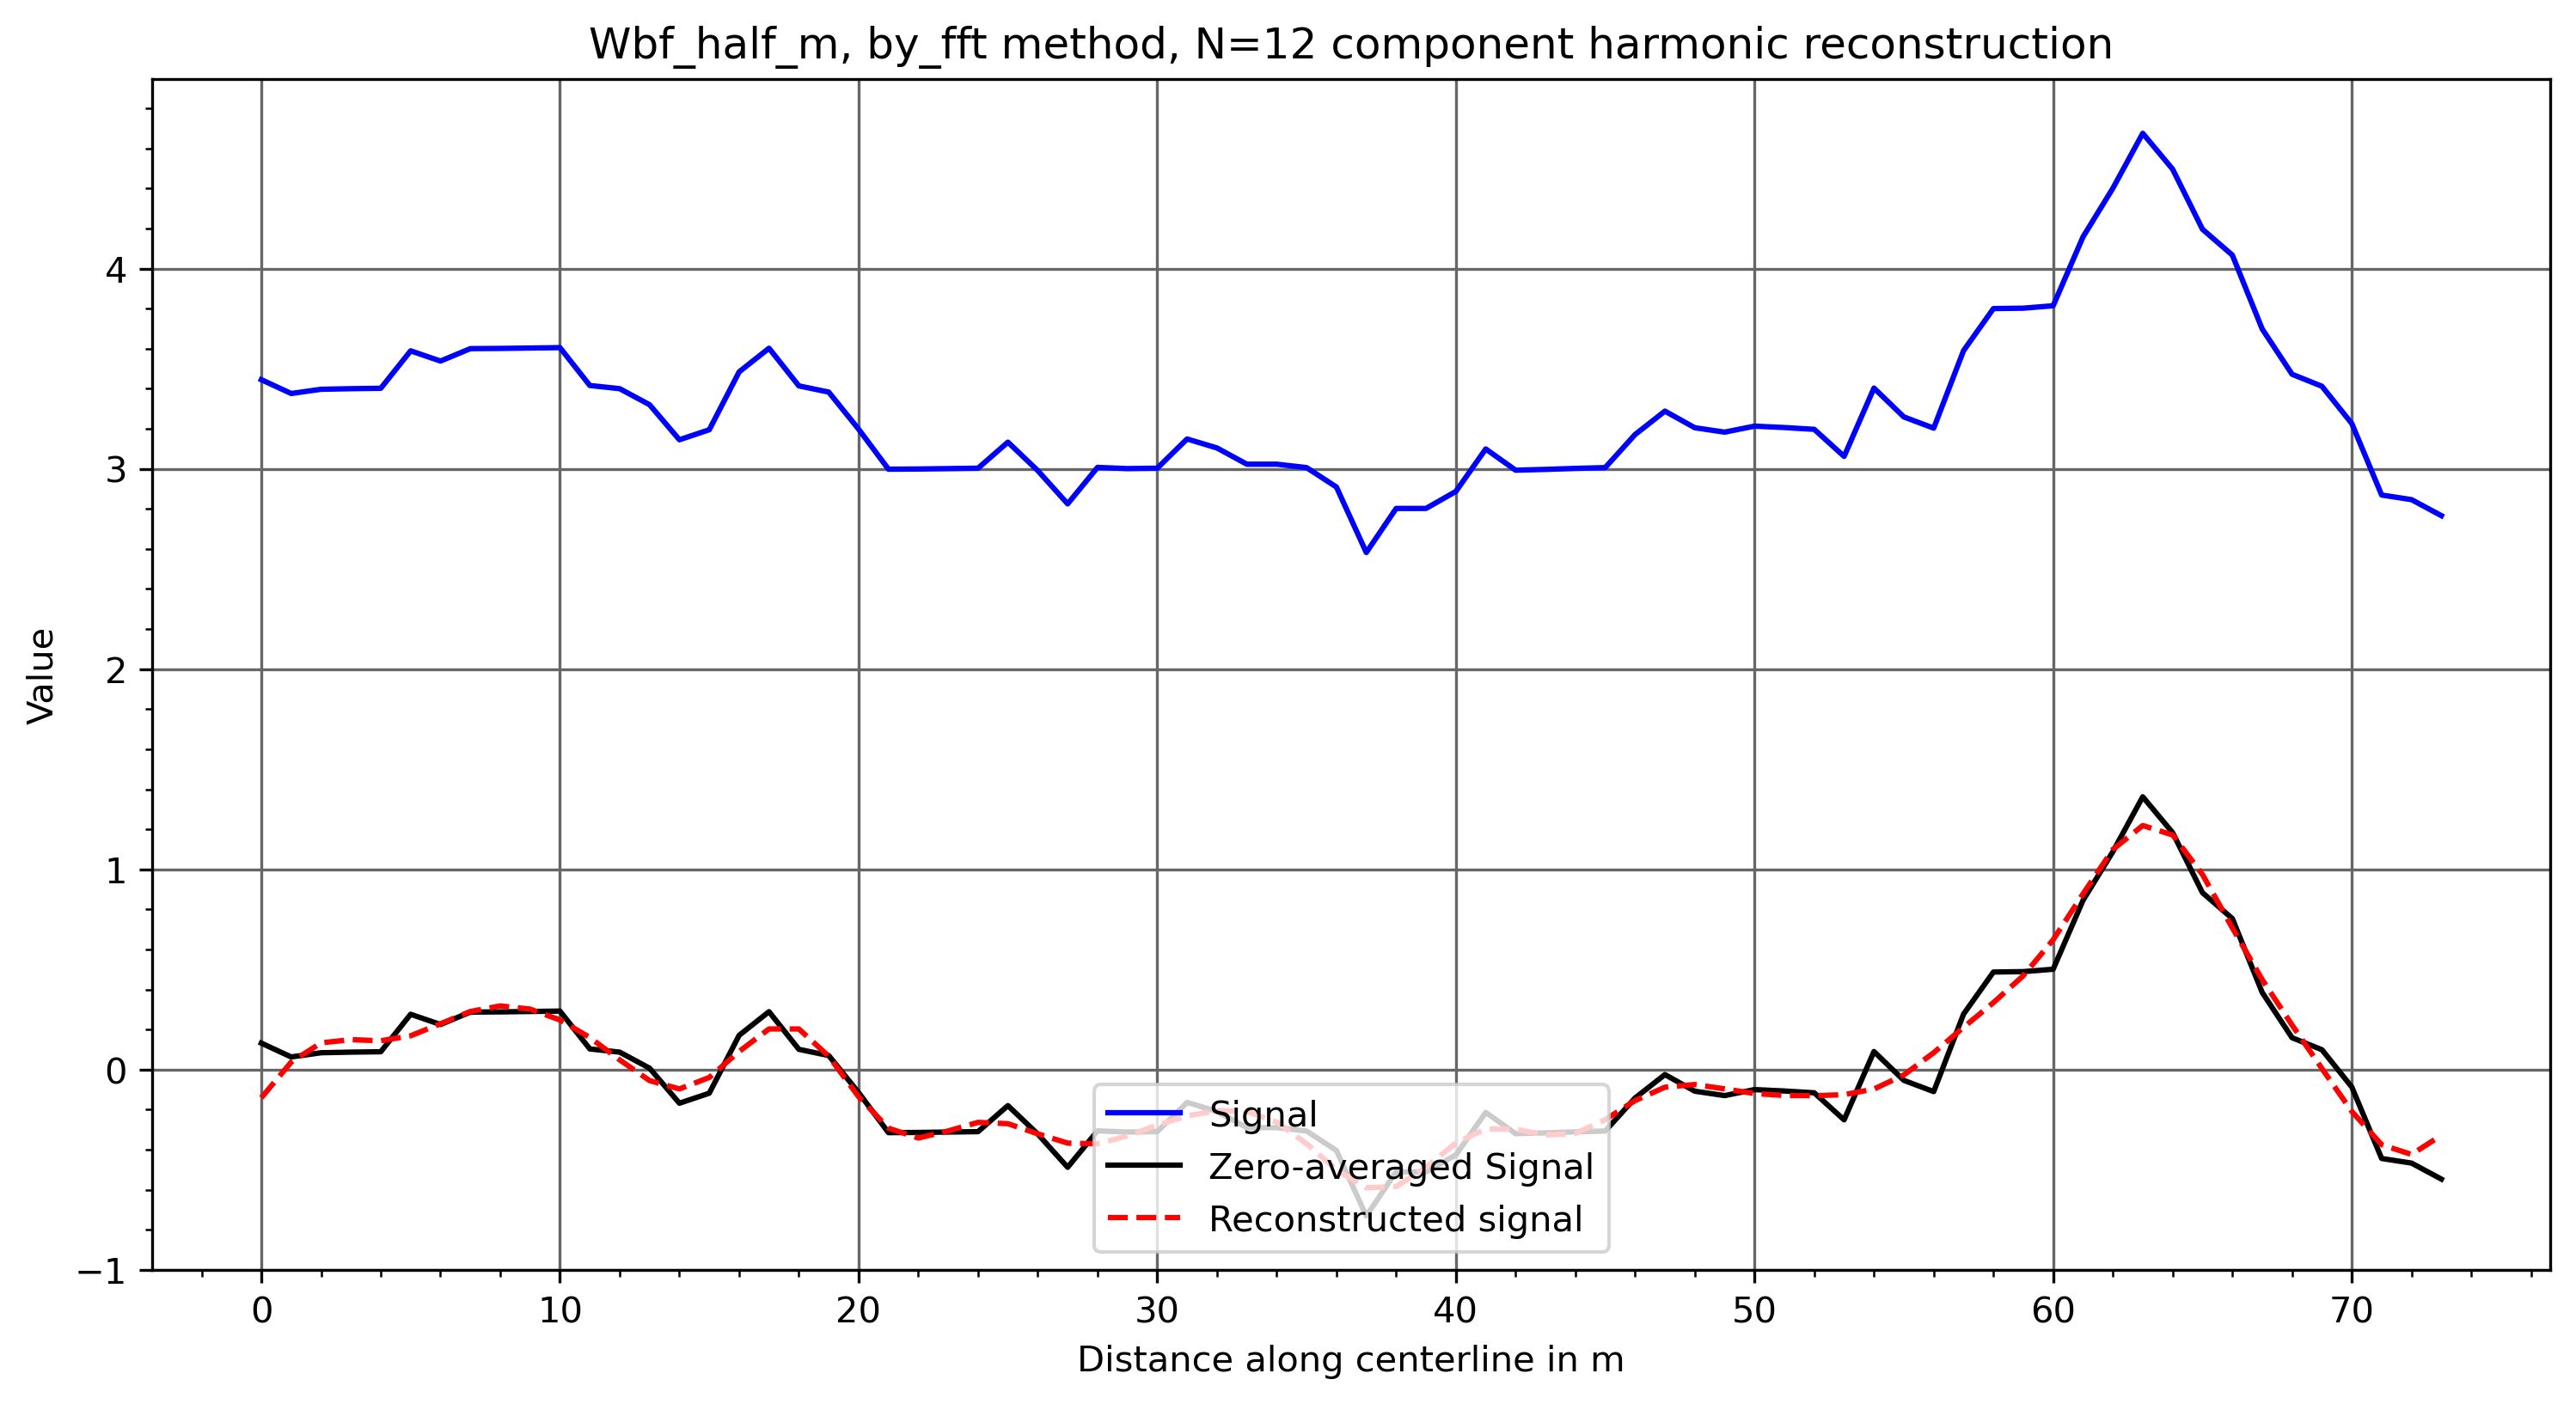 Wbf_half_m, by_fft method, N=12 component harmonic reconstruction
Value
4
3
2
1
0
−1
Signal
Zero-averaged Signal
Reconstructed signal
0 10 20 30 40 50 60 70
Distance along centerline in m